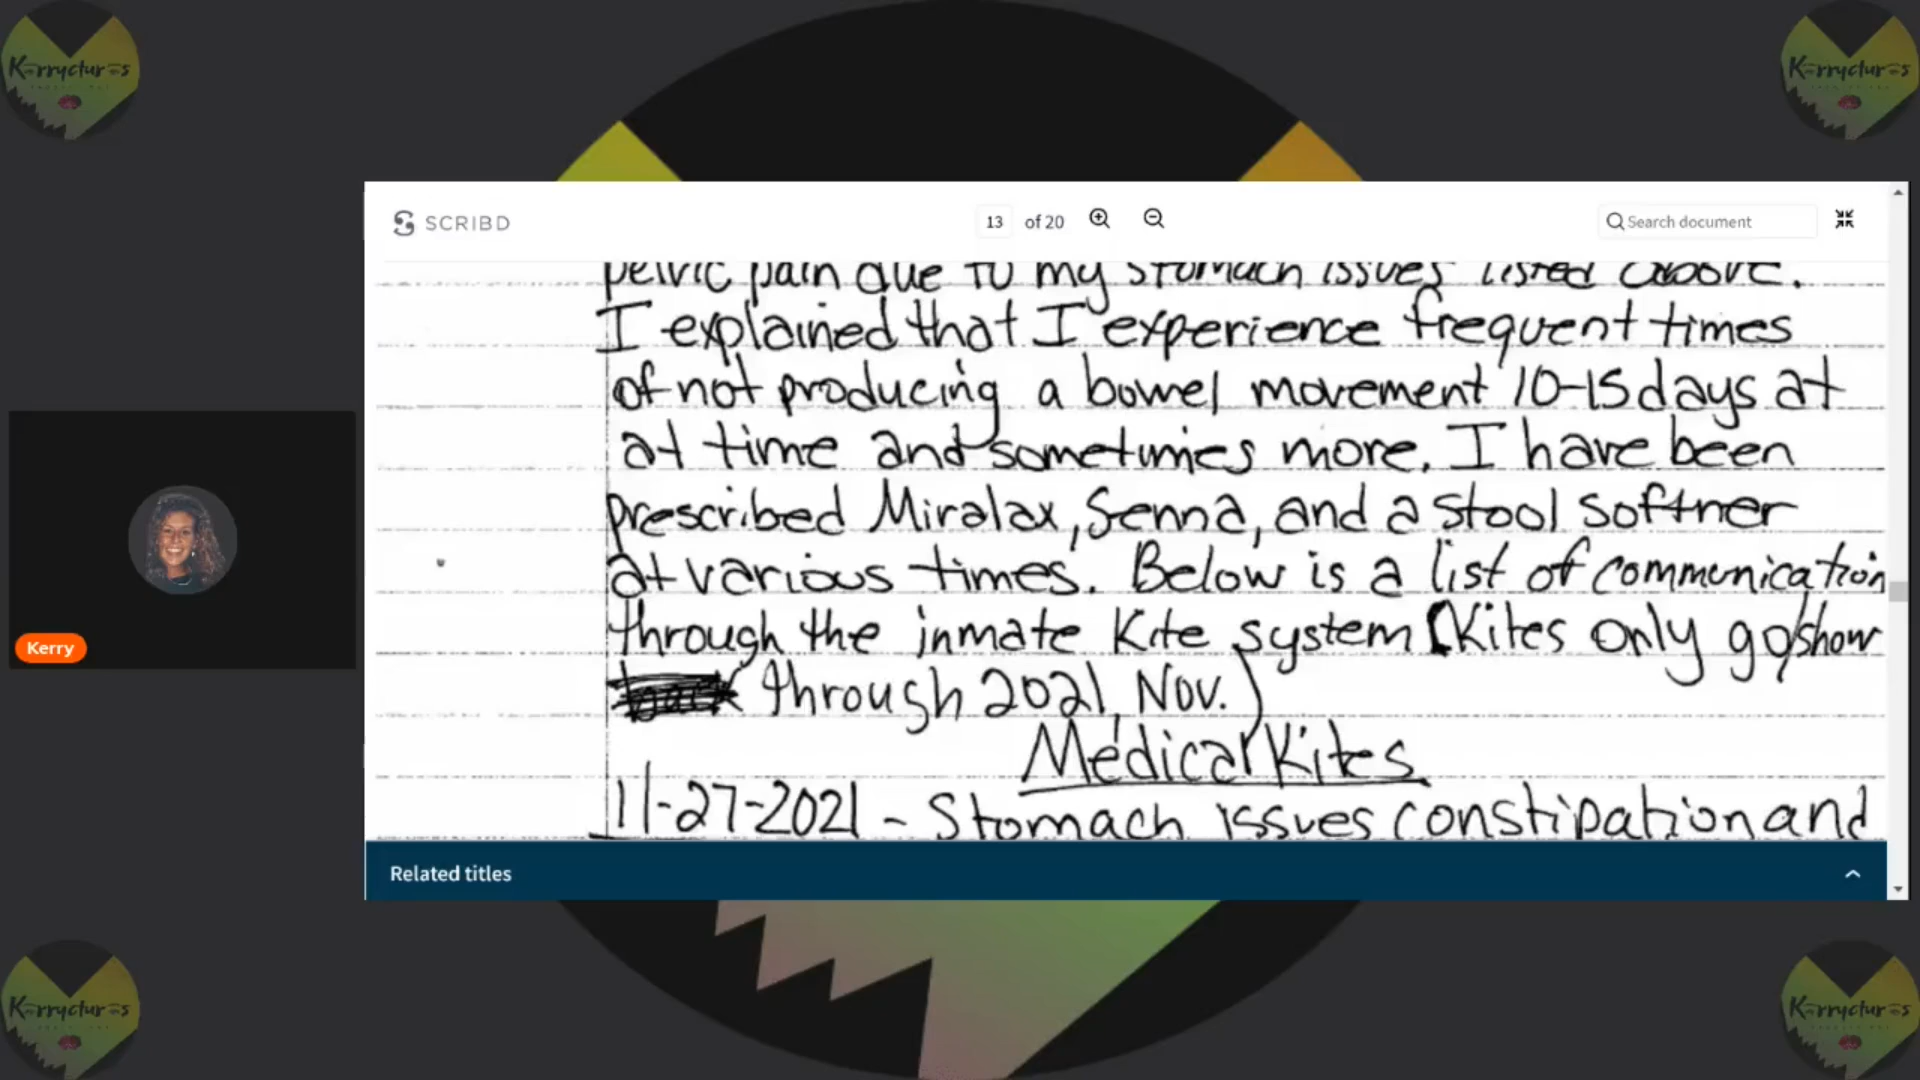 Kerryctures
Kerryctures
SCRIBD
13 of 20
Search document
pelvic pain due to my stomach issues listed above.
I explained that I experience frequent times
of not producing a bowel movement 10-15 days at
at time and sometimies more. I have been
prescribed Miralax, Senna, and a stool softner
at various times. Below is a list of communication
through the inmate Kite system (Kites only go/show
back through 2021, Nov.)
Medical Kites
11-27-2021 - Stomach issues constipation and
Kerry
Related titles
Kerryctures
Kerryctures